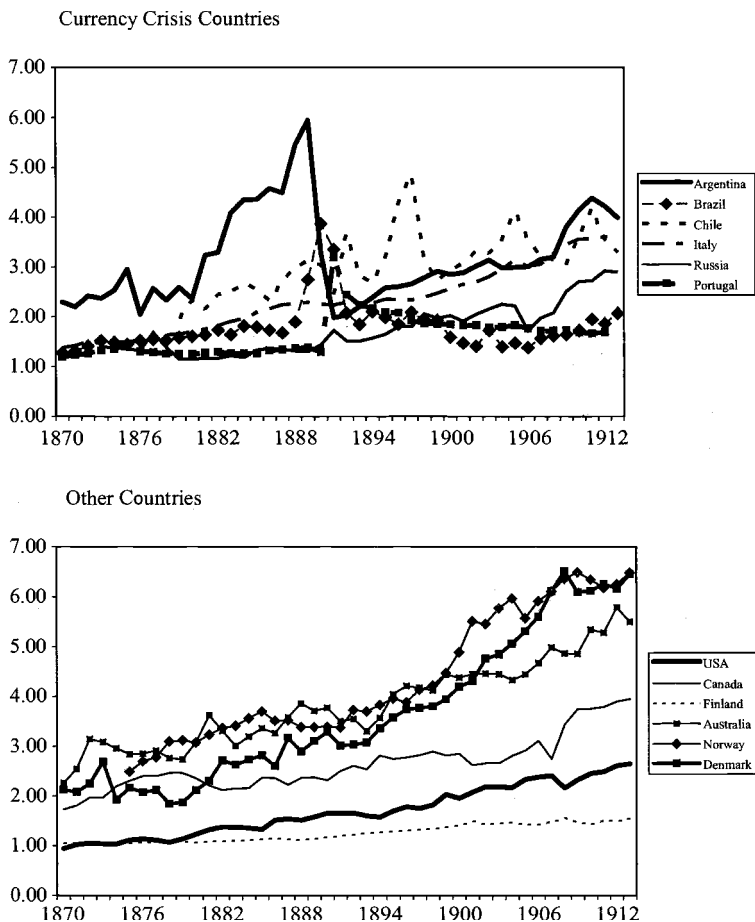 Currency Crisis Countries
7.00
6.00
5.00
4.00
3.00
2.00
1.00
0.00
1870 1876 1882 1888 1894 1900 1906 1912
Argentina
Brazil
Chile
Italy
Russia
Portugal
Other Countries
7.00
6.00
5.00
4.00
3.00
2.00
1.00
0.00
1870 1876 1882 1888 1894 1900 1906 1912
USA
Canada
Finland
Australia
Norway
Denmark